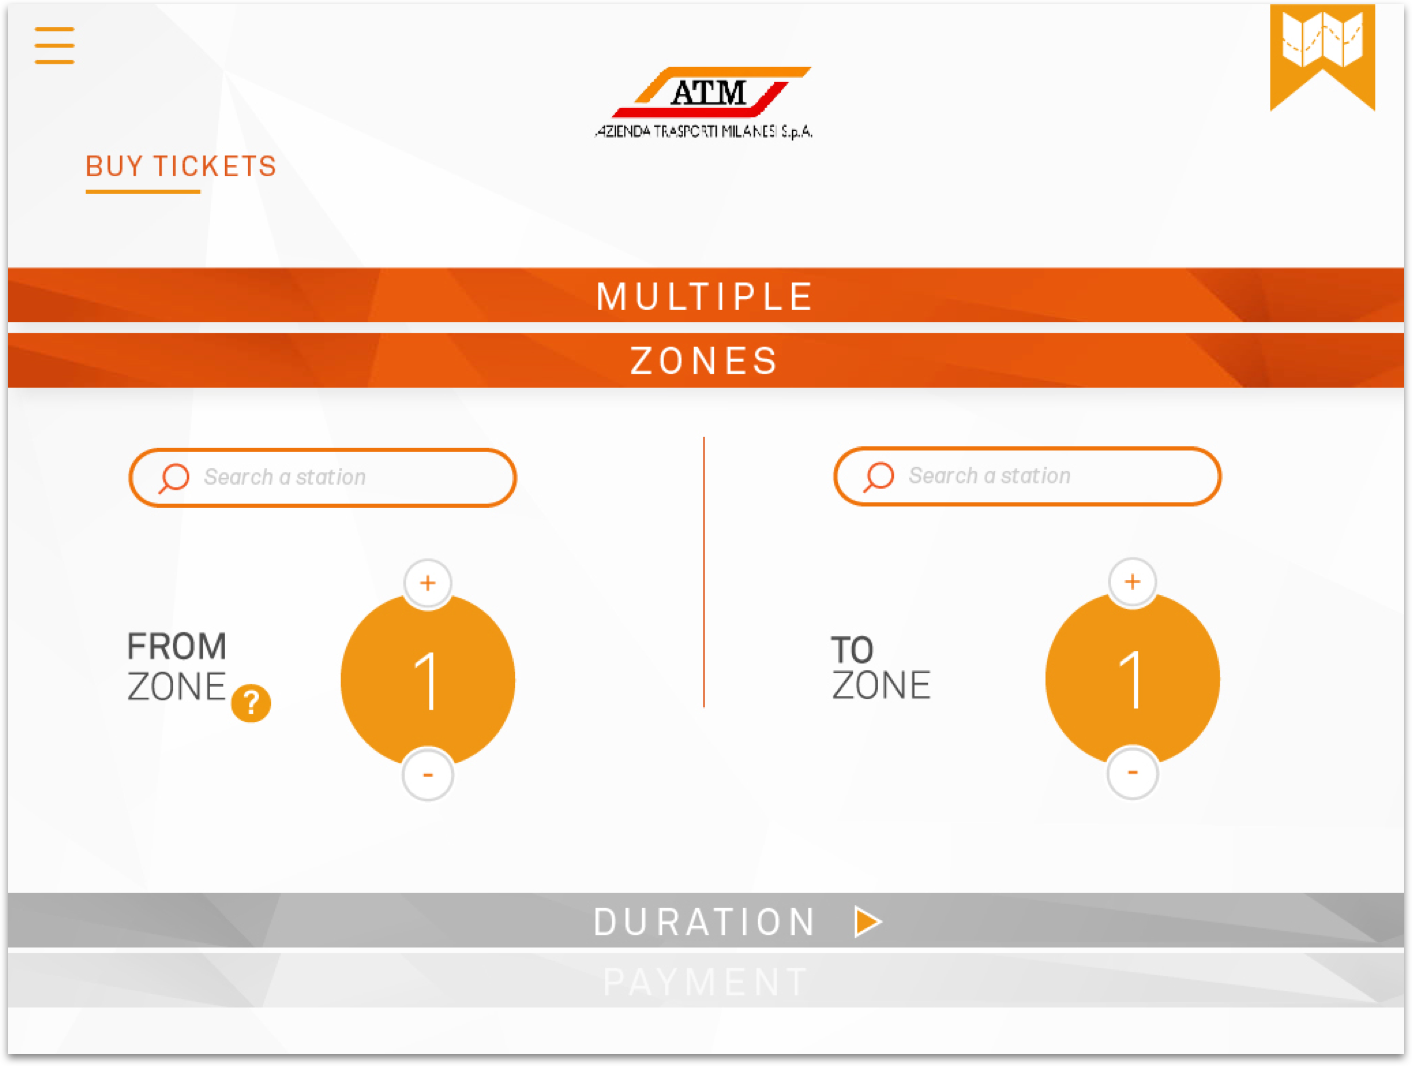 ATM
AZIENDA TRASPORTI MILANESI S.p.A.
BUY TICKETS
MULTIPLE
ZONES
Search a station
Search a station
+
+
FROM
ZONE
?
1
TO
ZONE
1
-
-
DURATION
PAYMENT